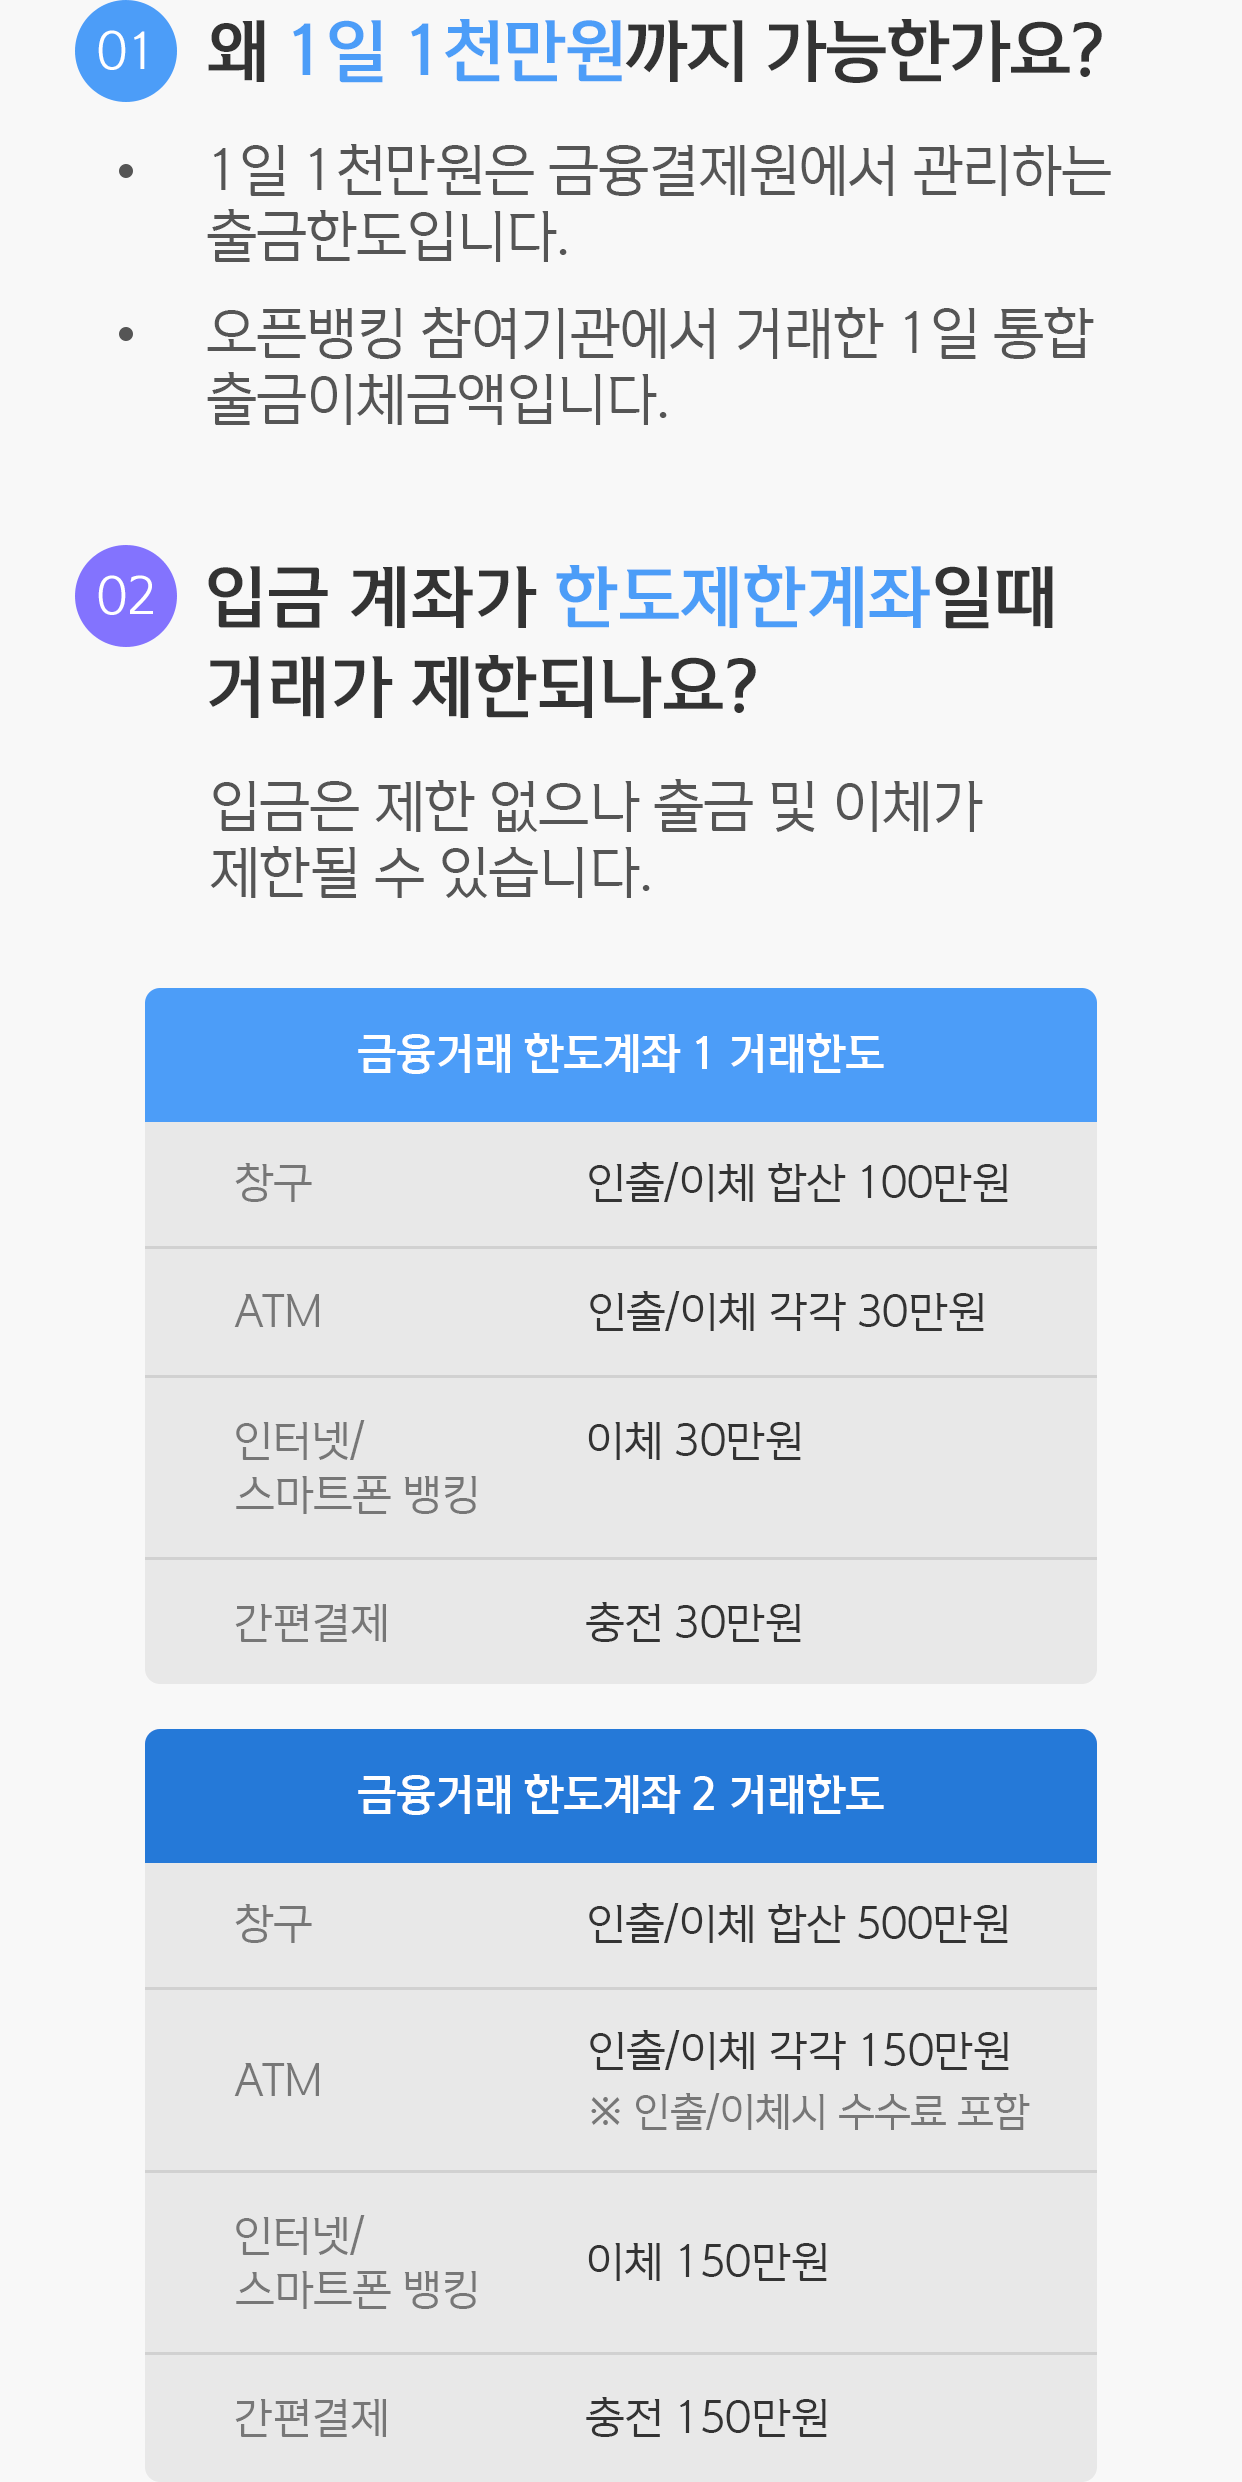 01 왜 1일 1천만원까지 가능한가요?
• 1일 1천만원은 금융결제원에서 관리하는
출금한도입니다.
• 오픈뱅킹 참여기관에서 거래한 1일 통합
출금이체금액입니다.
02 입금 계좌가 한도제한계좌일때
거래가 제한되나요?
입금은 제한 없으나 출금 및 이체가
제한될 수 있습니다.
금융거래 한도계좌 1 거래한도
창구 인출/이체 합산 100만원
ATM 인출/이체 각각 30만원
인터넷/ 이체 30만원
스마트폰 뱅킹
간편결제 충전 30만원
금융거래 한도계좌 2 거래한도
창구 인출/이체 합산 500만원
ATM 인출/이체 각각 150만원
※ 인출/이체시 수수료 포함
인터넷/
스마트폰 뱅킹 이체 150만원
간편결제 충전 150만원